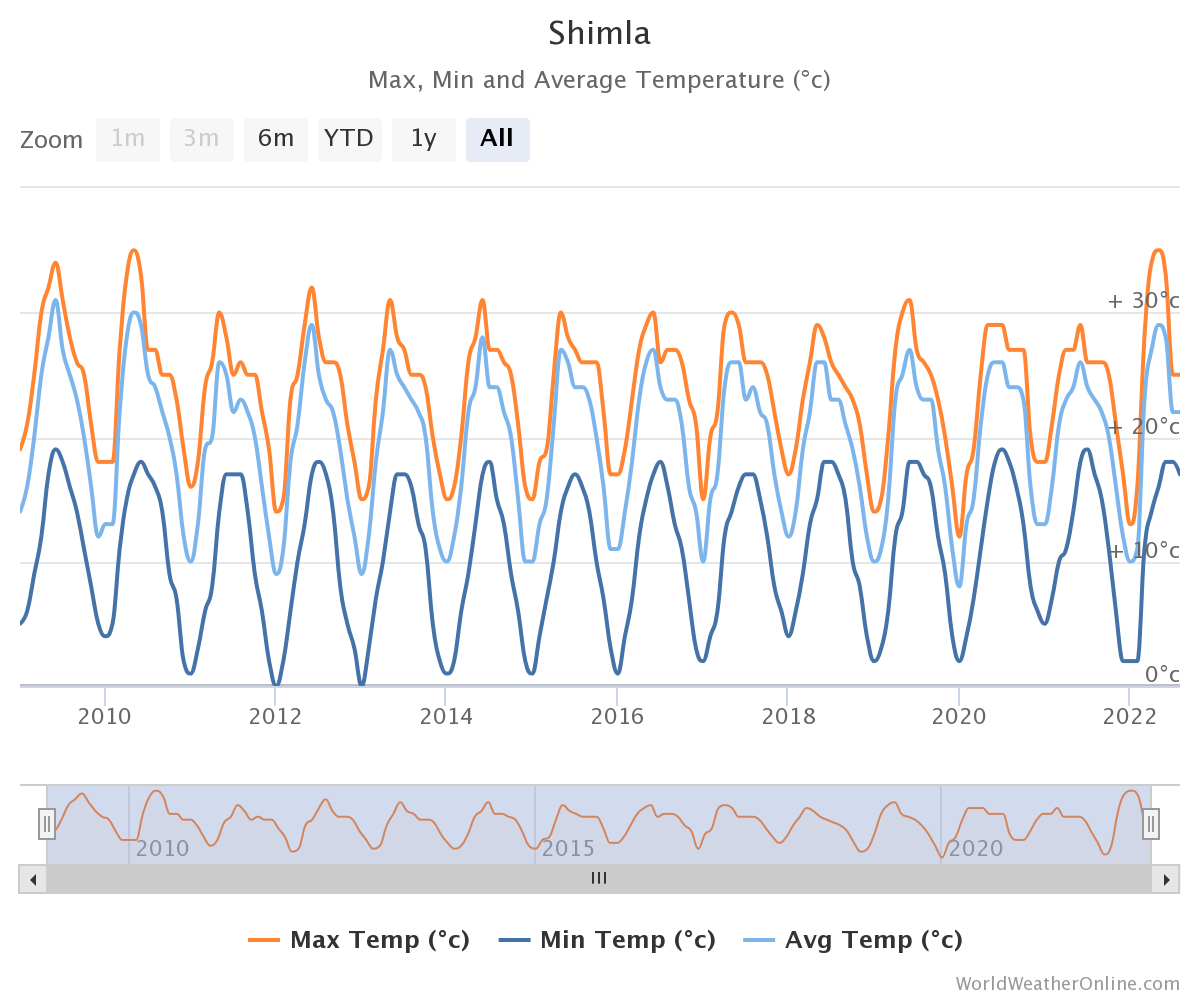 Shimla
Max, Min and Average Temperature (°c)
Zoom 1m 3m 6m YTD 1y All
+ 30°c
+ 20°c
+ 10°c
0°c
2010 2012 2014 2016 2018 2020 2022
2010 2015 2020
Max Temp (°c) Min Temp (°c) Avg Temp (°c)
WorldWeatherOnline.com